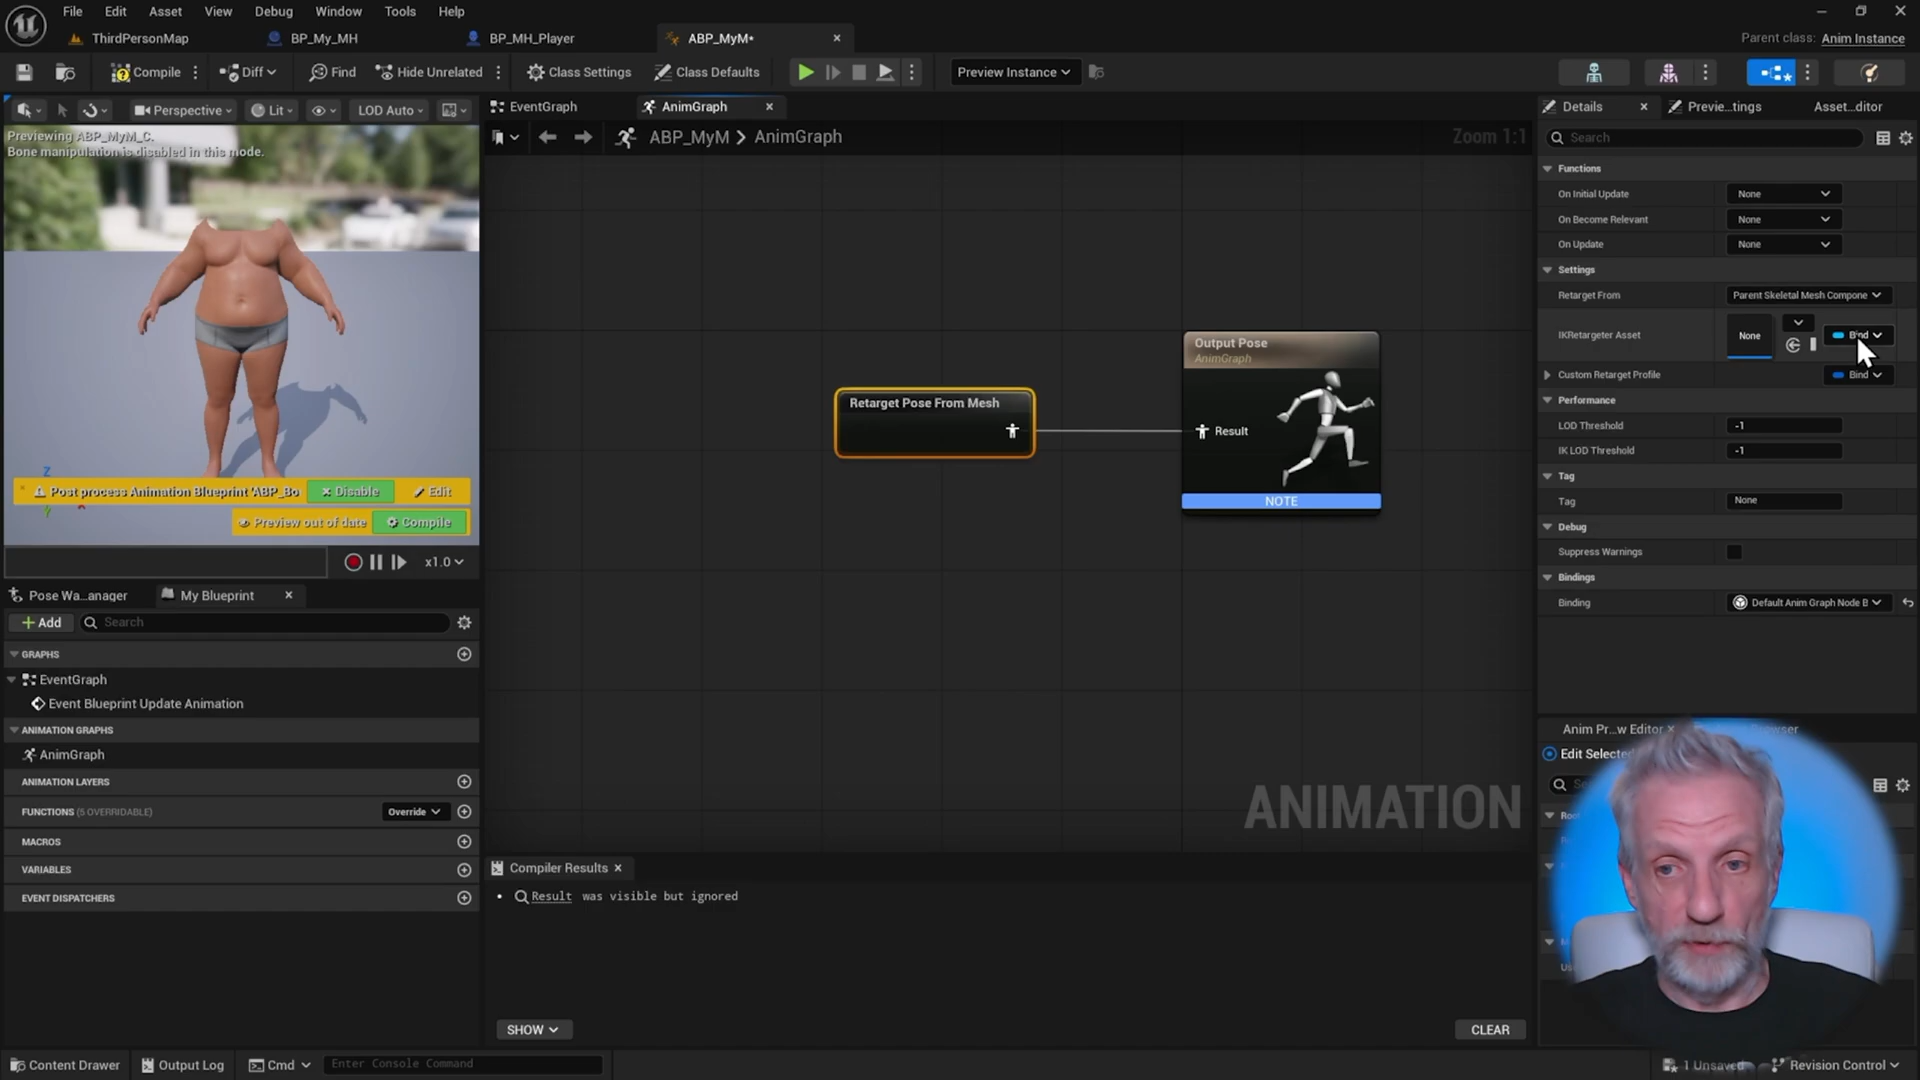 File Edit Asset View Debug Window Tools Help
ThirdPersonMap BP_My_MH BP_MH_Player ABP_MyM• Parent class: Anim Instance
Compile Diff Find Hide Unrelated Class Settings Class Defaults Preview Instance
Perspective Lit LOD Auto
Previewing ABP_MyM_C.
Bone manipulation is disabled in this mode.
Post process Animation Blueprint 'ABP_Bo Disable Edit
Preview out of date Compile
x1.0
Pose Wa...anager My Blueprint
Add Search
GRAPHS
EventGraph
Event Blueprint Update Animation
ANIMATION GRAPHS
AnimGraph
ANIMATION LAYERS
FUNCTIONS (5 OVERRIDABLE) Override
MACROS
VARIABLES
EVENT DISPATCHERS
EventGraph AnimGraph
ABP_MyM > AnimGraph Zoom 1:1
Retarget Pose From Mesh
Output Pose
AnimGraph
Result
NOTE
ANIMATION
Compiler Results
Result was visible but ignored
SHOW CLEAR
Details Previe...tings Asset...ditor
Search
Functions
On Initial Update None
On Become Relevant None
On Update None
Settings
Retarget From Parent Skeletal Mesh Compone
IKRetargeter Asset None Bind
Custom Retarget Profile Bind
Performance
LOD Threshold -1
IK LOD Threshold -1
Tag
Tag None
Debug
Suppress Warnings
Bindings
Binding Default Anim Graph Node B
Anim Pr...w Editor
Edit Selected
Content Drawer Output Log Cmd Enter Console Command 1 Unsaved Revision Control